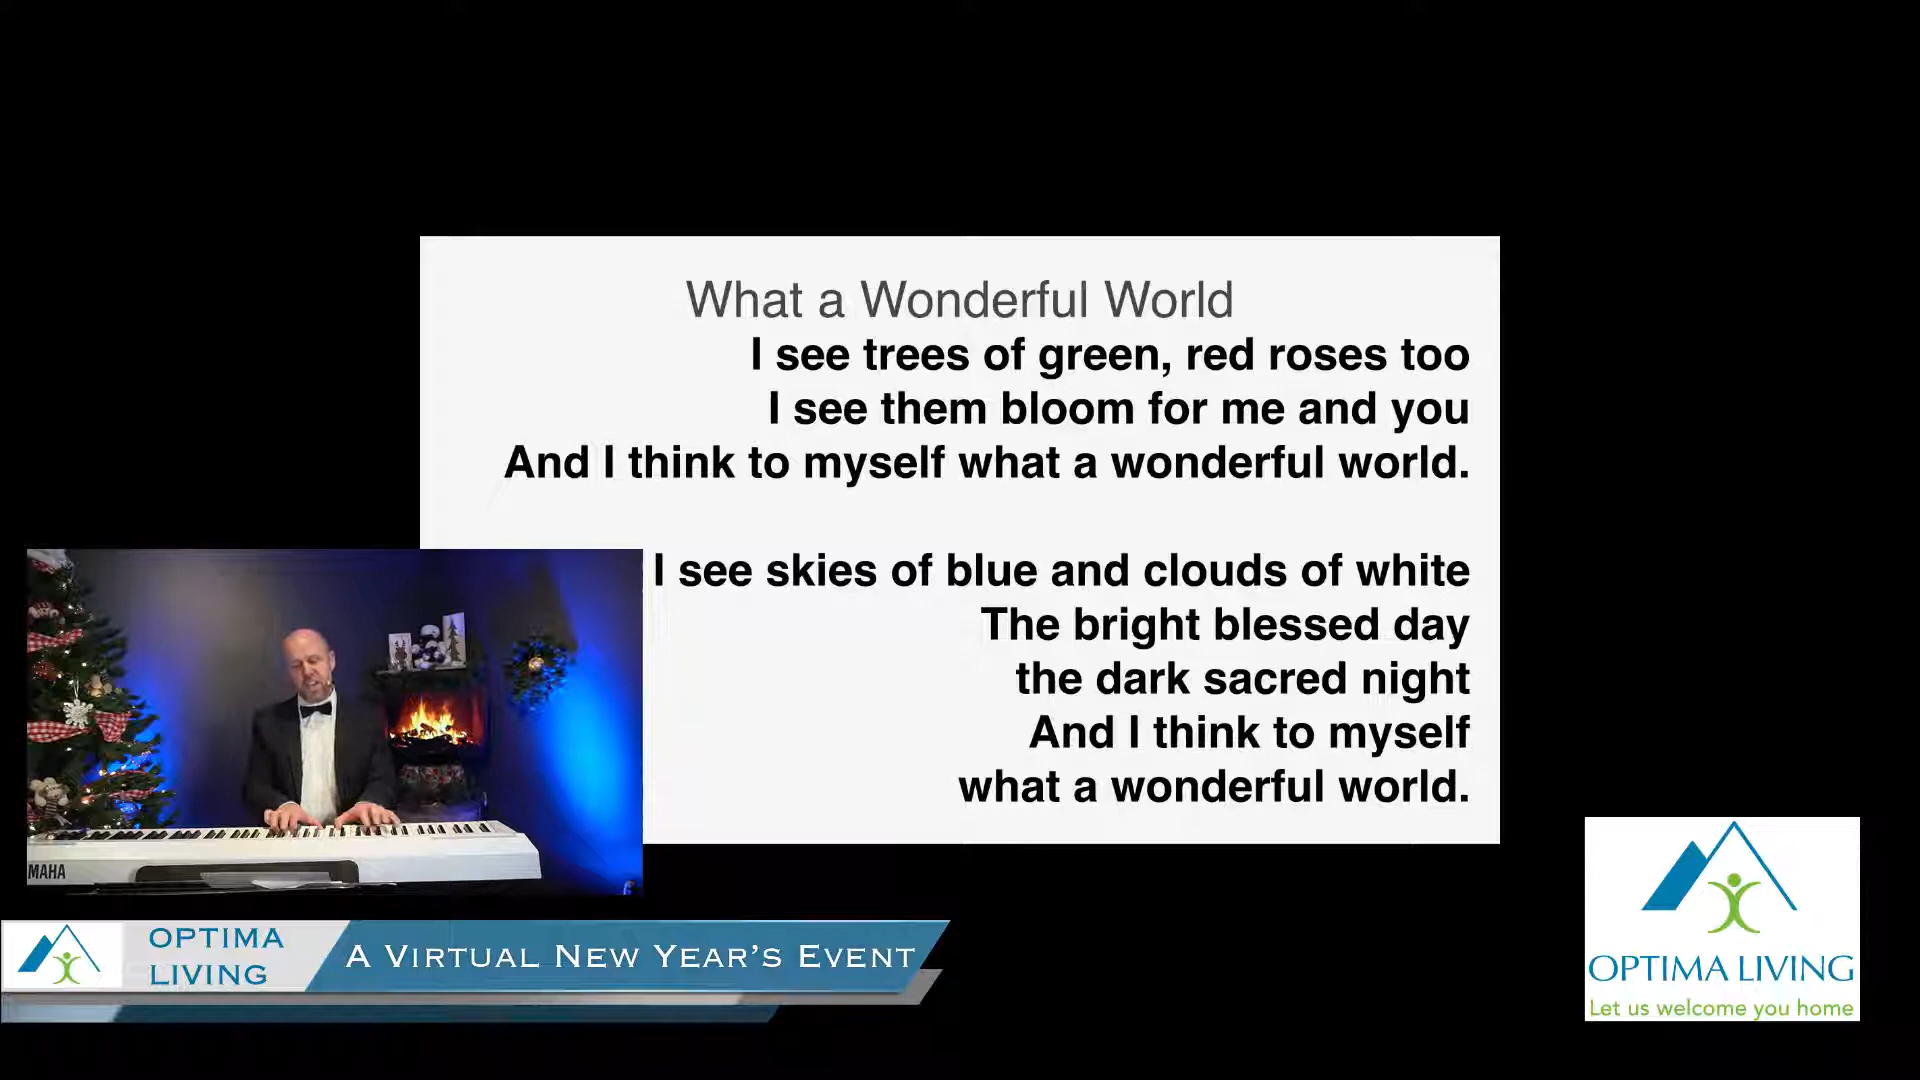 What a Wonderful World
I see trees of green, red roses too
I see them bloom for me and you
And I think to myself what a wonderful world.
I see skies of blue and clouds of white
The bright blessed day
the dark sacred night
And I think to myself
what a wonderful world.
MAHA
OPTIMA
LIVING
A Virtual New Year's Event
OPTIMA LIVING
Let us welcome you home